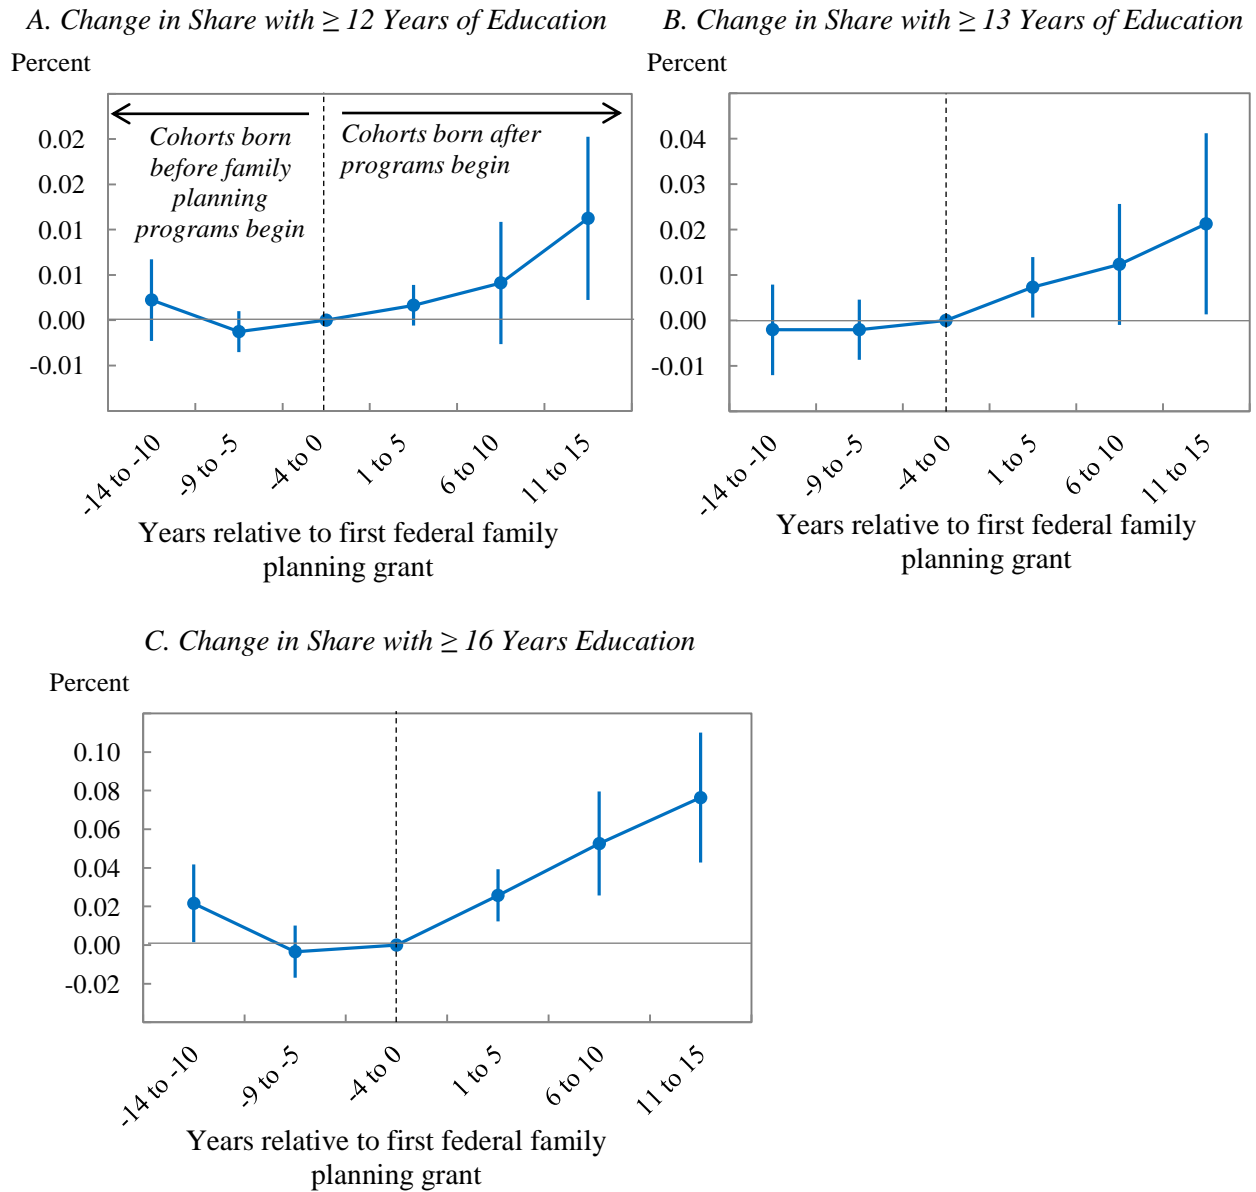 A. Change in Share with ≥ 12 Years of Education
Percent
0.02
0.02
0.01
0.01
0.00
-0.01
Cohorts born
before family
planning
programs begin
Cohorts born after
programs begin
-14 to -10
-9 to -5
-4 to 0
1 to 5
6 to 10
11 to 15
Years relative to first federal family
planning grant
B. Change in Share with ≥ 13 Years of Education
Percent
0.04
0.03
0.02
0.01
0.00
-0.01
-14 to -10
-9 to -5
-4 to 0
1 to 5
6 to 10
11 to 15
Years relative to first federal family
planning grant
C. Change in Share with ≥ 16 Years Education
Percent
0.10
0.08
0.06
0.04
0.02
0.00
-0.02
-14 to -10
-9 to -5
-4 to 0
1 to 5
6 to 10
11 to 15
Years relative to first federal family
planning grant